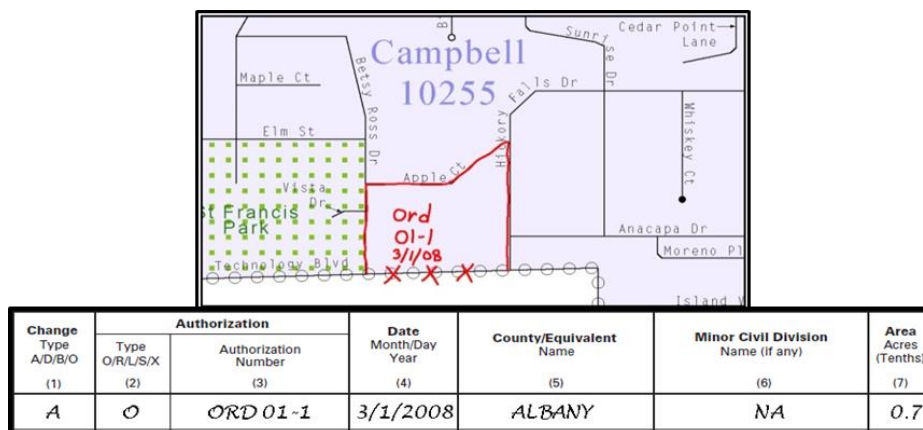 Cedar Point
Lane
Sunryse Dr
B
Campbell
10255
Maple Ct
Betsy Ross Dr
Hickory Falls Dr
Whiskey Ct
Elm St
Apple Ct
Vista
Dr
St Francis
Park
Ord
01-1
3/1/08
Anacapa Dr
Moreno Pl
Technology Blvd
Island V
Change
Type
A/D/B/O
(1)
Authorization
Type
O/R/L/S/X
(2)
Authorization
Number
(3)
Date
Month/Day
Year
(4)
County/Equivalent
Name
(5)
Minor Civil Division
Name (if any)
(6)
Area
Acres
(Tenths)
(7)
A O ORD 01-1 3/1/2008 ALBANY NA 0.7